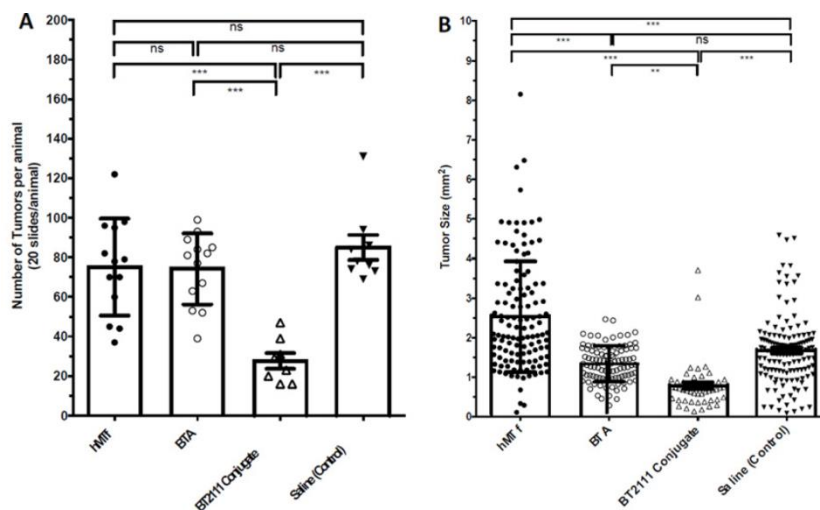 A
ns
ns
ns
***
***
***
Number of Tumors per animal
(20 slides/animal)
200
180
160
140
120
100
80
60
40
20
0
hMTf
BTA
BT2111 Conjugate
Saline (Control)
B
***
***
ns
***
***
**
Tumor Size (mm²)
10
9
8
7
6
5
4
3
2
1
0
hMTf
BTA
BT2111 Conjugate
Saline (Control)